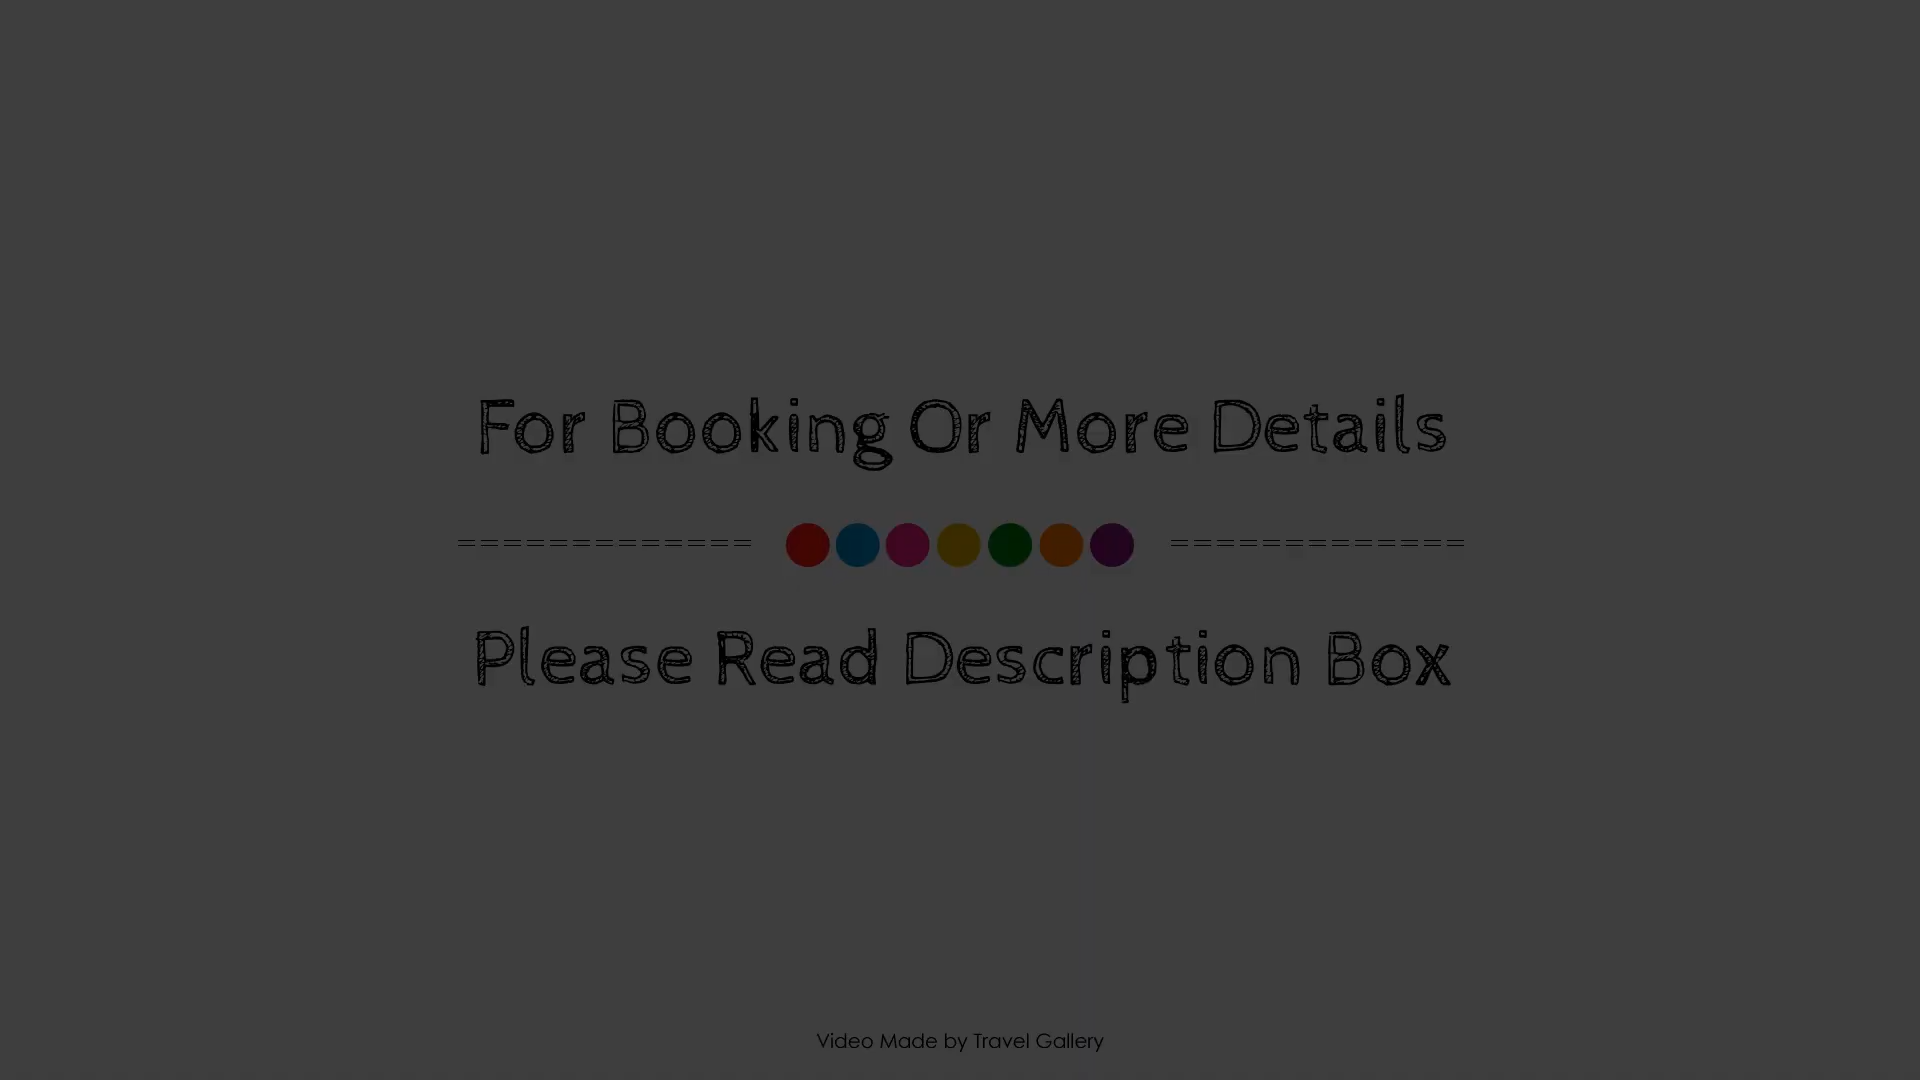 For Booking Or More Details
============= =============
Please Read Description Box
Video Made by Travel Gallery